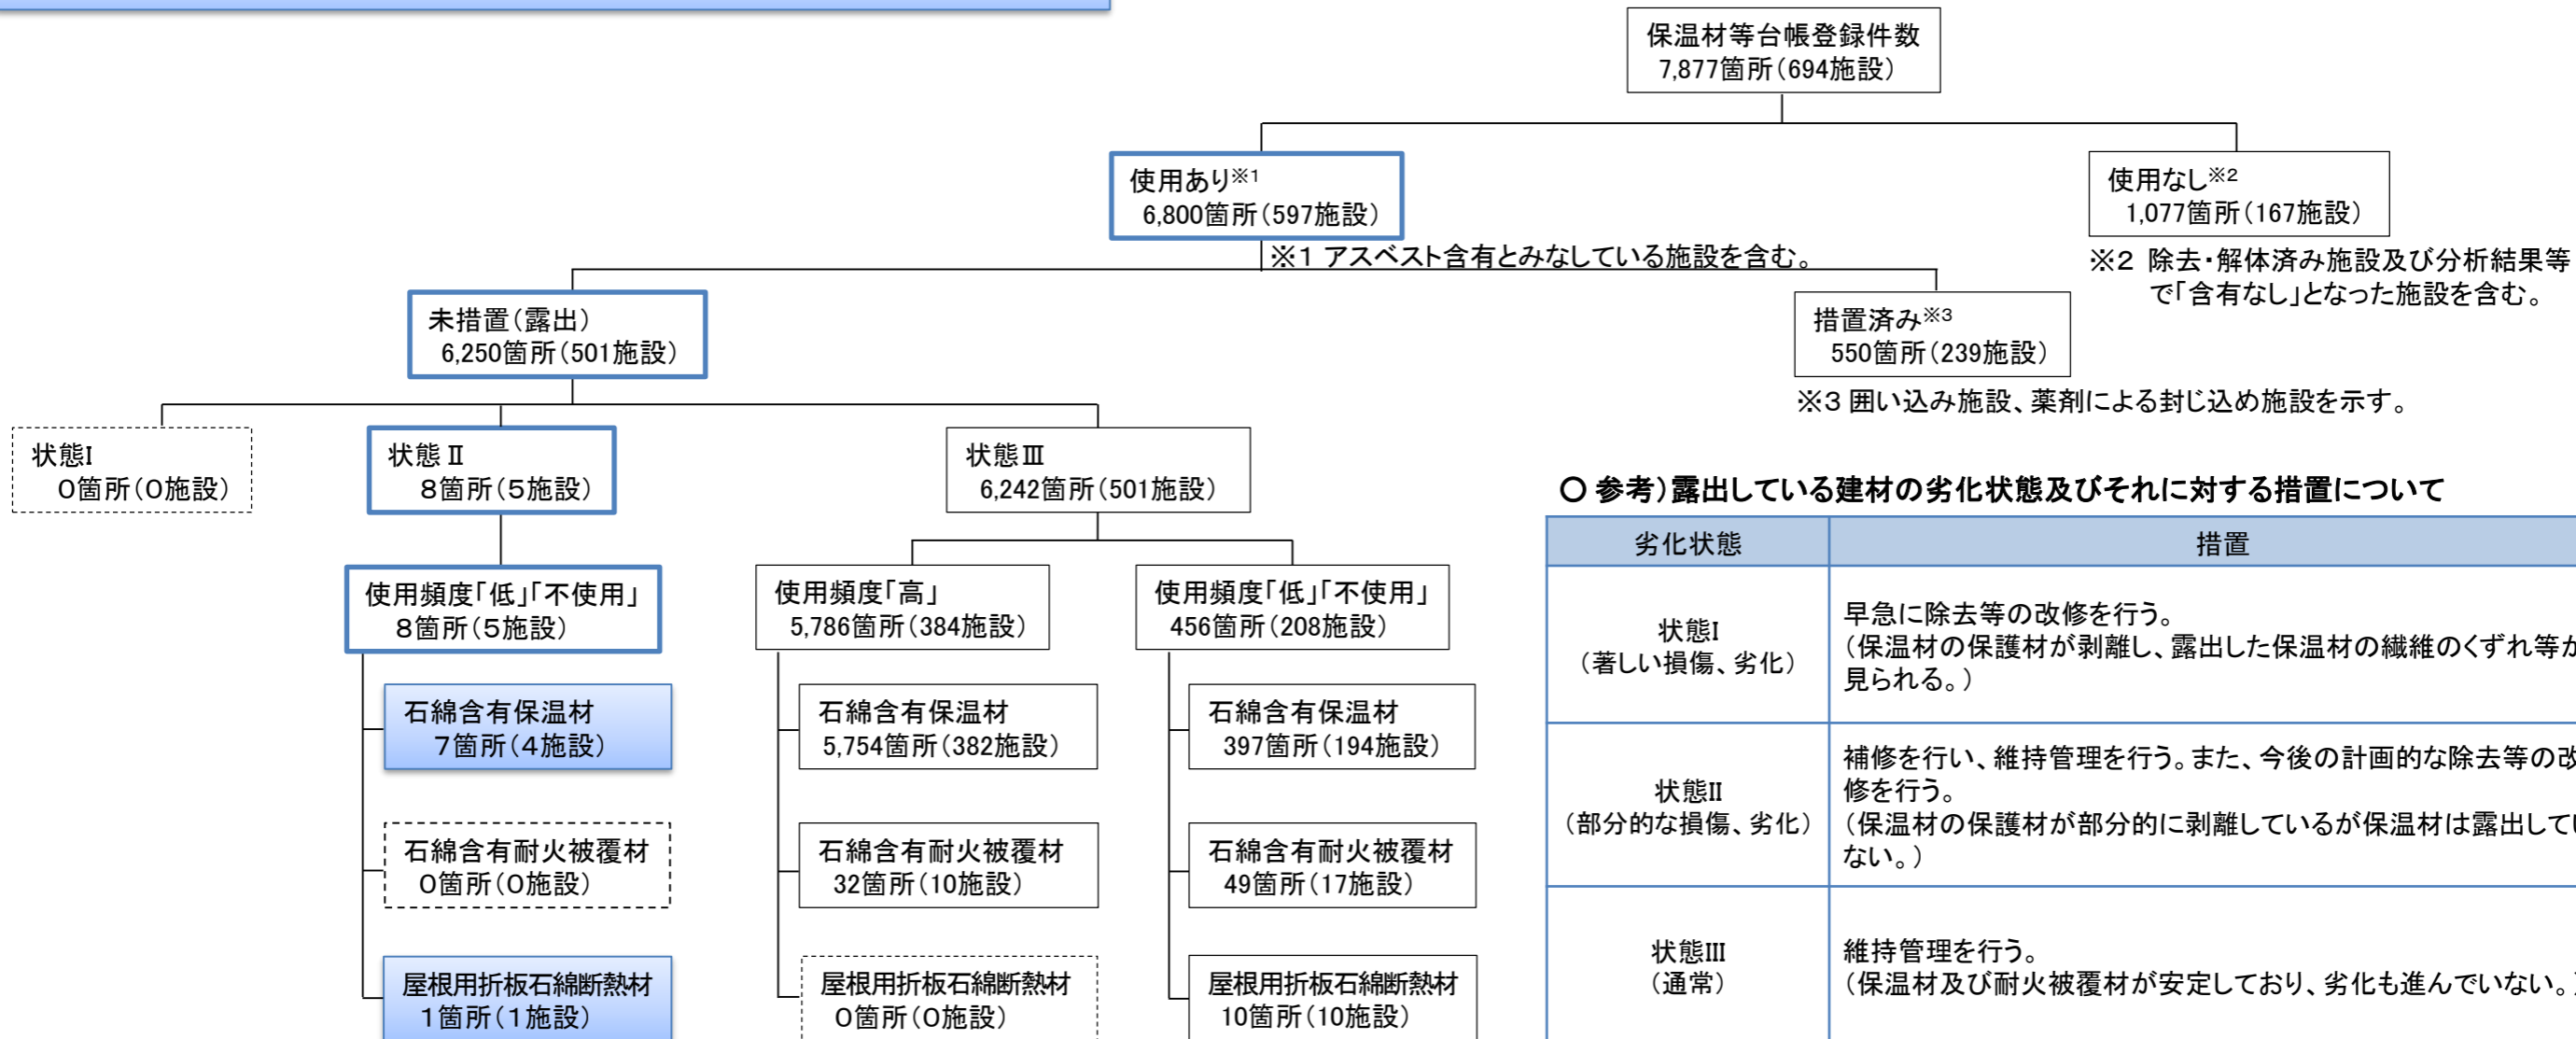 保温材等台帳登録件数
7,877箇所(694施設)
使用あり※1
6,800箇所(597施設)
※1 アスベスト含有とみなしている施設を含む。
使用なし※2
1,077箇所(167施設)
※2 除去・解体済み施設及び分析結果等
で「含有なし」となった施設を含む。
未措置(露出)
6,250箇所(501施設)
措置済み※3
550箇所(239施設)
※3 囲い込み施設、薬剤による封じ込め施設を示す。
状態I
0箇所(0施設)
状態Ⅱ
8箇所(5施設)
状態Ⅲ
6,242箇所(501施設)
使用頻度「低」「不使用」
8箇所(5施設)
石綿含有保温材
7箇所(4施設)
石綿含有耐火被覆材
0箇所(0施設)
屋根用折板石綿断熱材
1箇所(1施設)
使用頻度「高」
5,786箇所(384施設)
石綿含有保温材
5,754箇所(382施設)
石綿含有耐火被覆材
32箇所(10施設)
屋根用折板石綿断熱材
0箇所(0施設)
使用頻度「低」「不使用」
456箇所(208施設)
石綿含有保温材
397箇所(194施設)
石綿含有耐火被覆材
49箇所(17施設)
屋根用折板石綿断熱材
10箇所(10施設)
○ 参考)露出している建材の劣化状態及びそれに対する措置について
劣化状態
措置
状態I
(著しい損傷、劣化)
早急に除去等の改修を行う。
(保温材の保護材が剥離し、露出した保温材の繊維のくずれ等が
見られる。)
状態II
(部分的な損傷、劣化)
補修を行い、維持管理を行う。また、今後の計画的な除去等の改
修を行う。
(保温材の保護材が部分的に剥離しているが保温材は露出してい
ない。)
状態III
(通常)
維持管理を行う。
(保温材及び耐火被覆材が安定しており、劣化も進んでいない。)